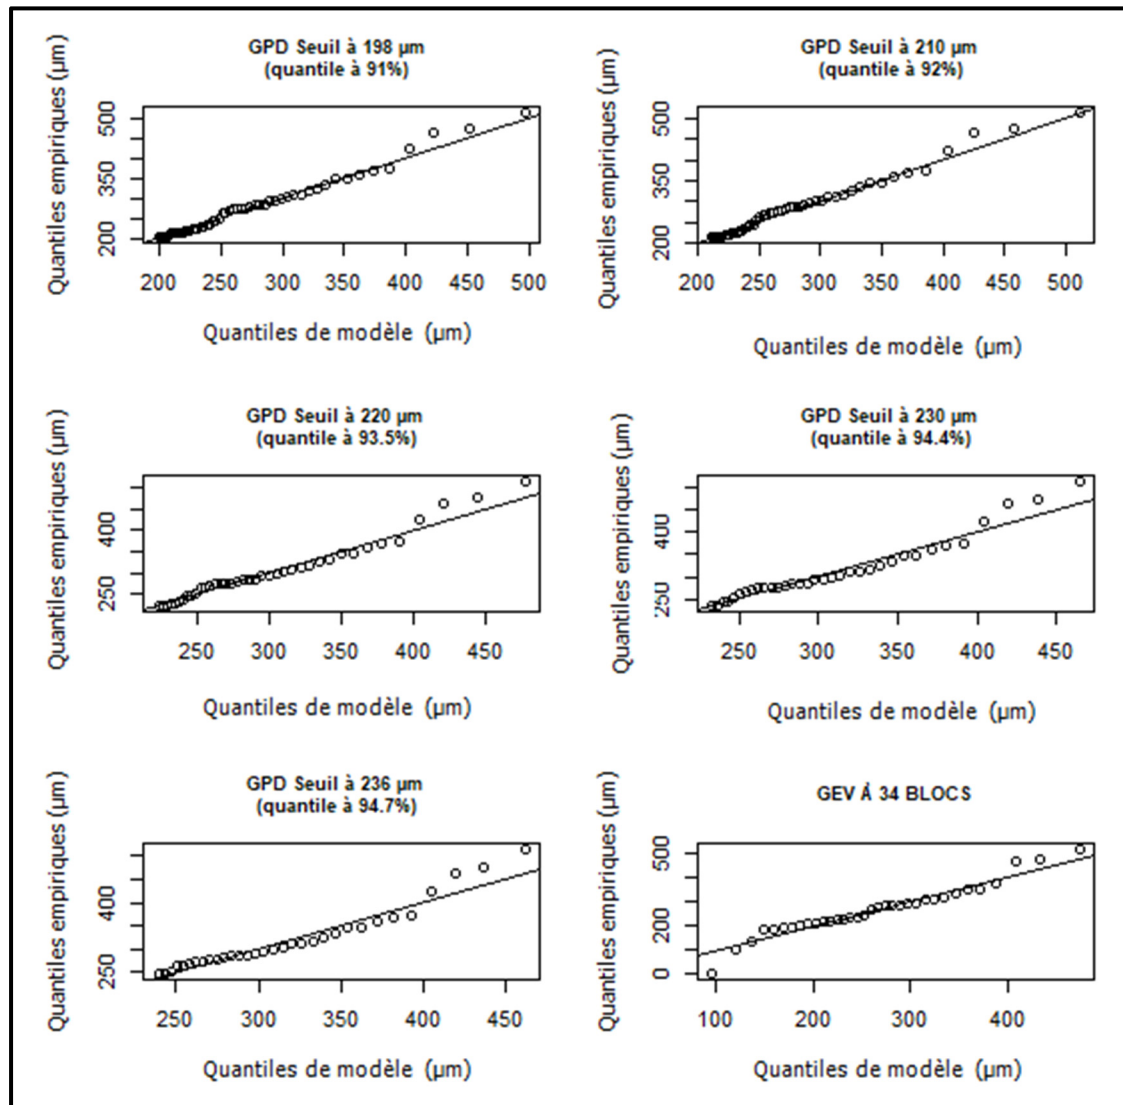 GPD Seuil à 198 µm
(quantile à 91%)
Quantiles empiriques (µm)
500
350
200
200 250 300 350 400 450 500
Quantiles de modèle (µm)
GPD Seuil à 210 µm
(quantile à 92%)
Quantiles empiriques (µm)
500
350
200
200 250 300 350 400 450 500
Quantiles de modèle (µm)
GPD Seuil à 220 µm
(quantile à 93.5%)
Quantiles empiriques (µm)
400
250
250 300 350 400 450
Quantiles de modèle (µm)
GPD Seuil à 230 µm
(quantile à 94.4%)
Quantiles empiriques (µm)
400
250
250 300 350 400 450
Quantiles de modèle (µm)
GPD Seuil à 236 µm
(quantile à 94.7%)
Quantiles empiriques (µm)
400
250
250 300 350 400 450
Quantiles de modèle (µm)
GEV À 34 BLOCS
Quantiles empiriques (µm)
500
200
0
100 200 300 400
Quantiles de modèle (µm)